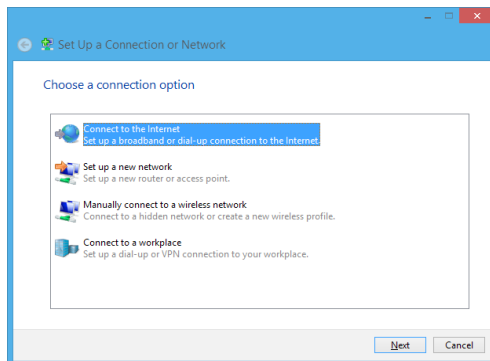 Set Up a Connection or Network
Choose a connection option
Connect to the Internet
Set up a broadband or dial-up connection to the Internet.
Set up a new network
Set up a new router or access point.
Manually connect to a wireless network
Connect to a hidden network or create a new wireless profile.
Connect to a workplace
Set up a dial-up or VPN connection to your workplace.
Next Cancel